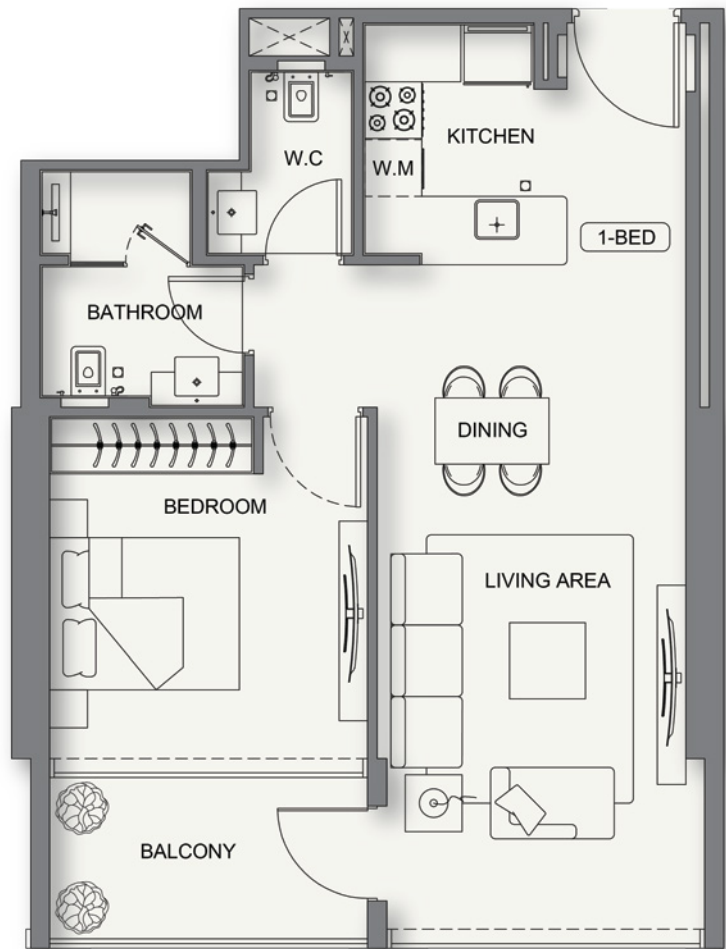 KITCHEN
W.C
W.M
1-BED
BATHROOM
DINING
BEDROOM
LIVING AREA
BALCONY